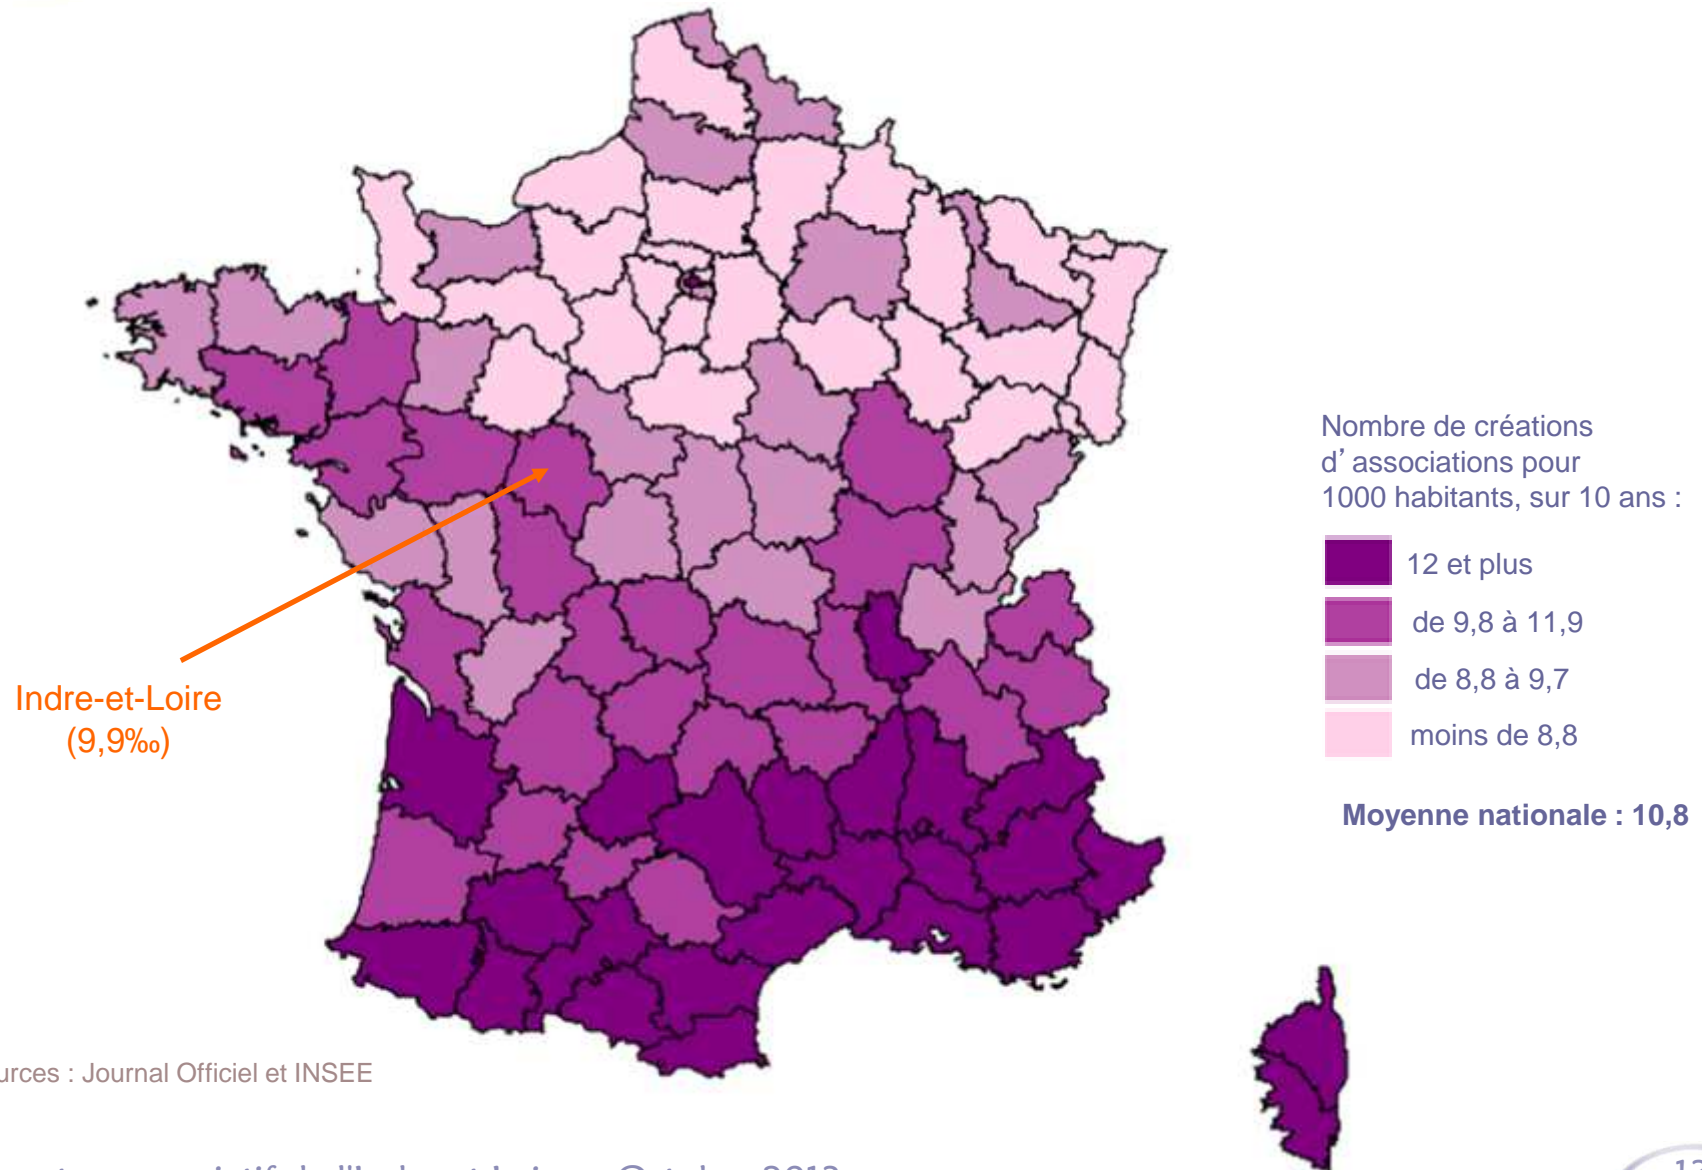 Nombre de créations
d’associations pour
1000 habitants, sur 10 ans :
12 et plus
de 9,8 à 11,9
de 8,8 à 9,7
moins de 8,8
Moyenne nationale : 10,8
Indre-et-Loire
(9,9‰)
urces : Journal Officiel et INSEE